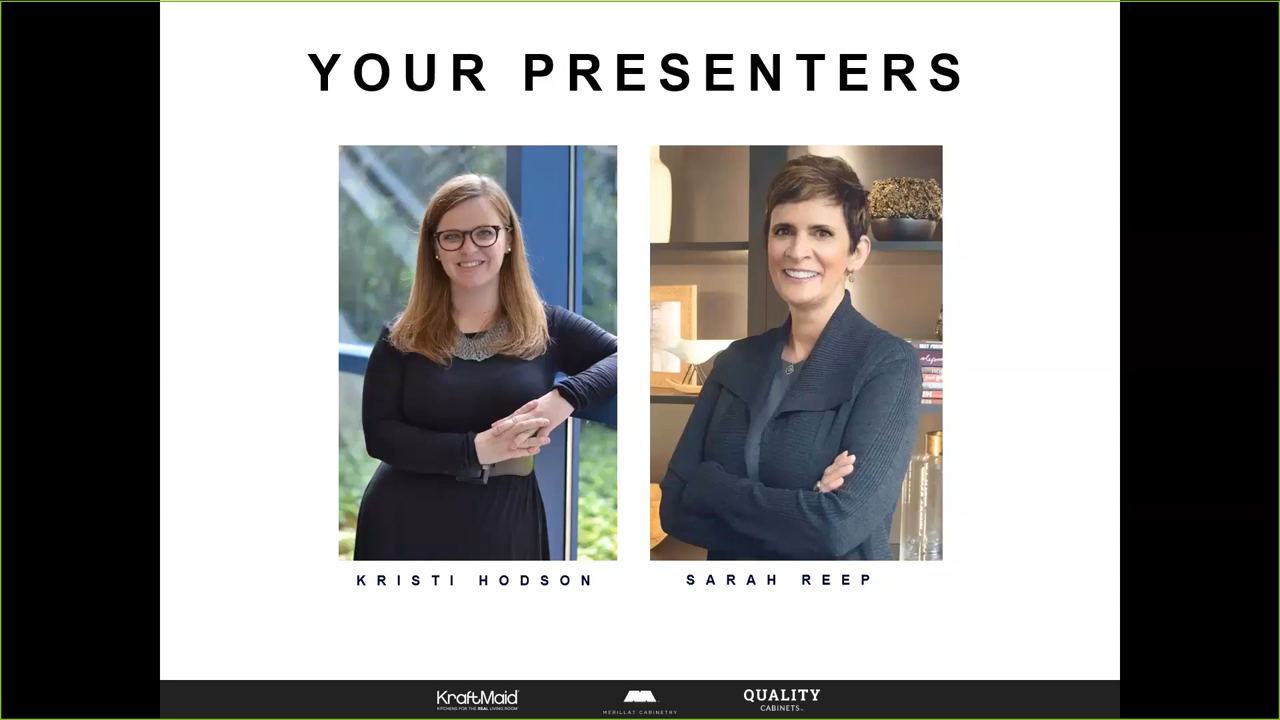 YOUR PRESENTERS
KRISTI HODSON
SARAH REEP
KraftMaid
KITCHENS FOR THE REAL LIVING ROOM
MERILLAT CABINETRY
QUALITY
CABINETS